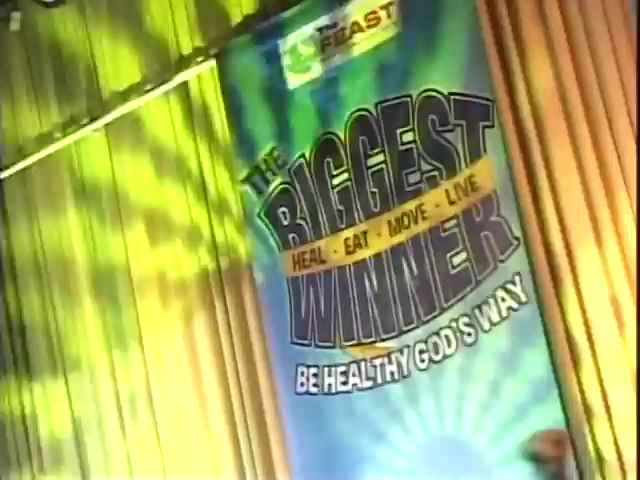 The
FEAST
THE
BIGGEST
HEAL · EAT · MOVE · LIVE
WINNER
BE HEALTHY GOD'S WAY